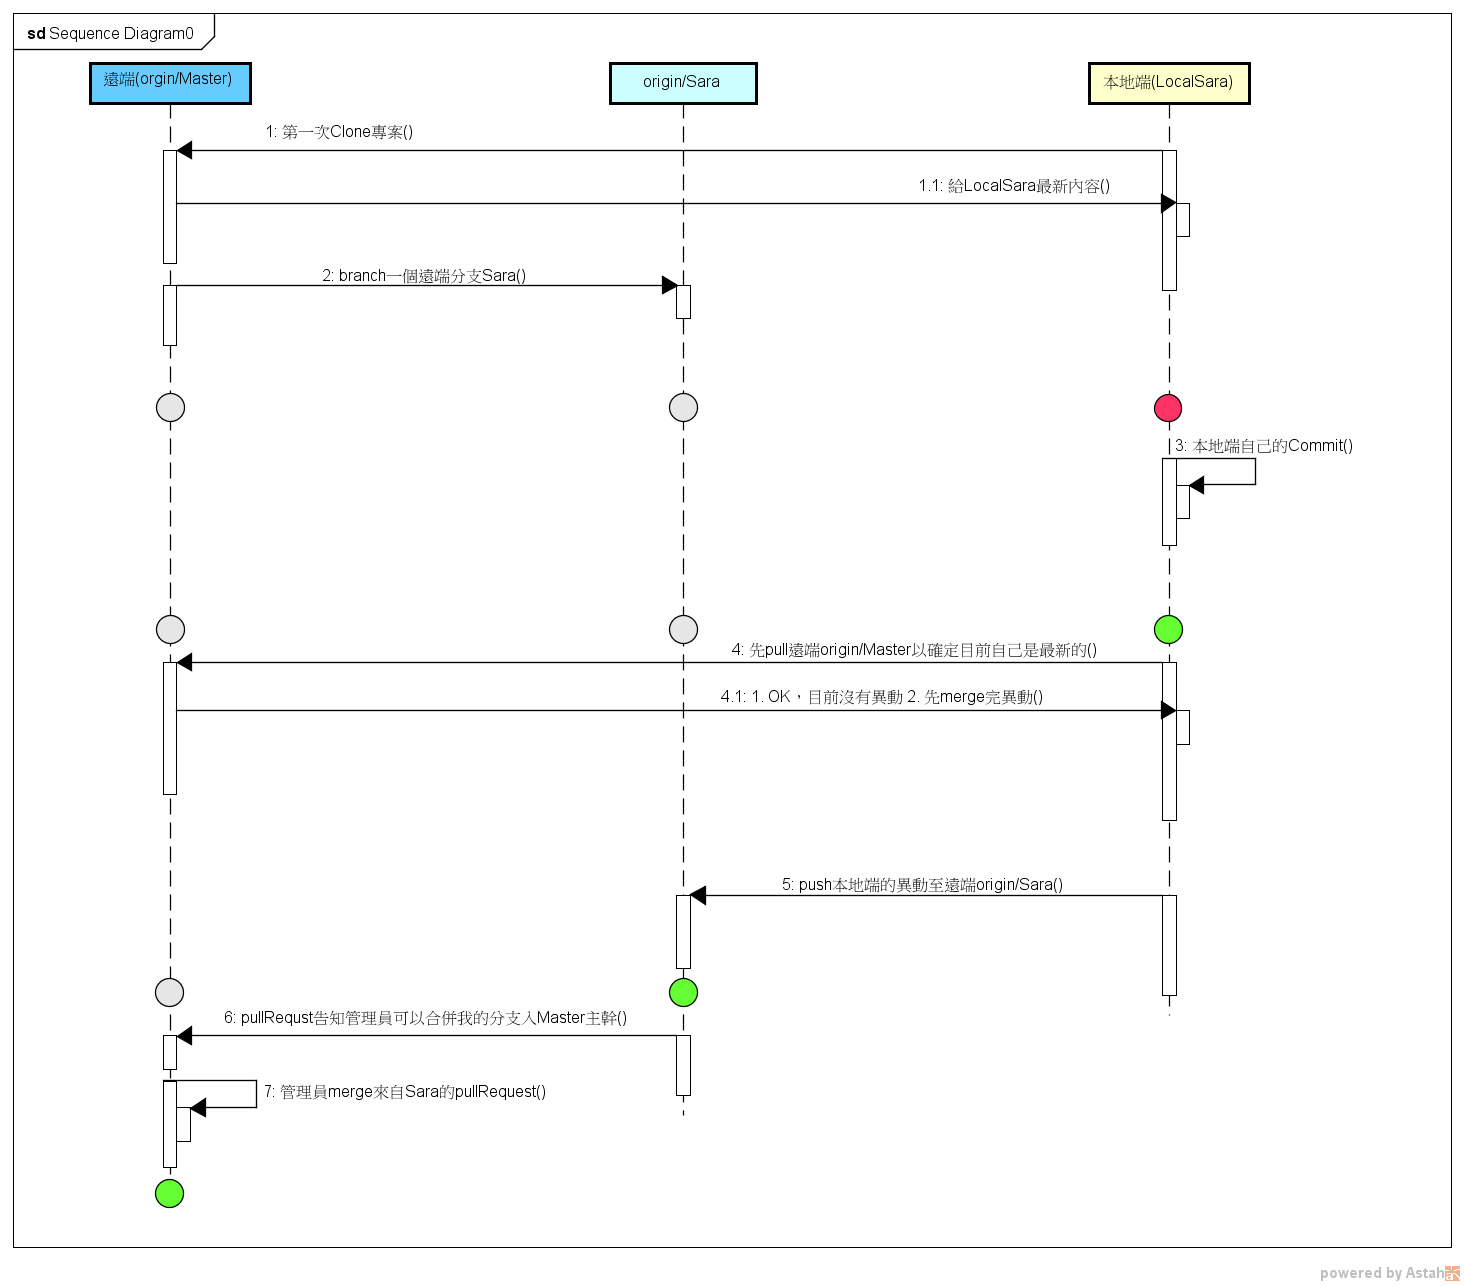 sd Sequence Diagram0
遠端(orgin/Master)
origin/Sara
本地端(LocalSara)
1: 第一次Clone專案()
1.1: 給LocalSara最新內容()
2: branch一個遠端分支Sara()
3: 本地端自己的Commit()
4: 先pull遠端origin/Master以確定目前自己是最新的()
4.1: 1. OK，目前沒有異動 2. 先merge完異動()
5: push本地端的異動至遠端origin/Sara()
6: pullRequst告知管理員可以合併我的分支入Master主幹()
7: 管理員merge來自Sara的pullRequest()
powered by Astah